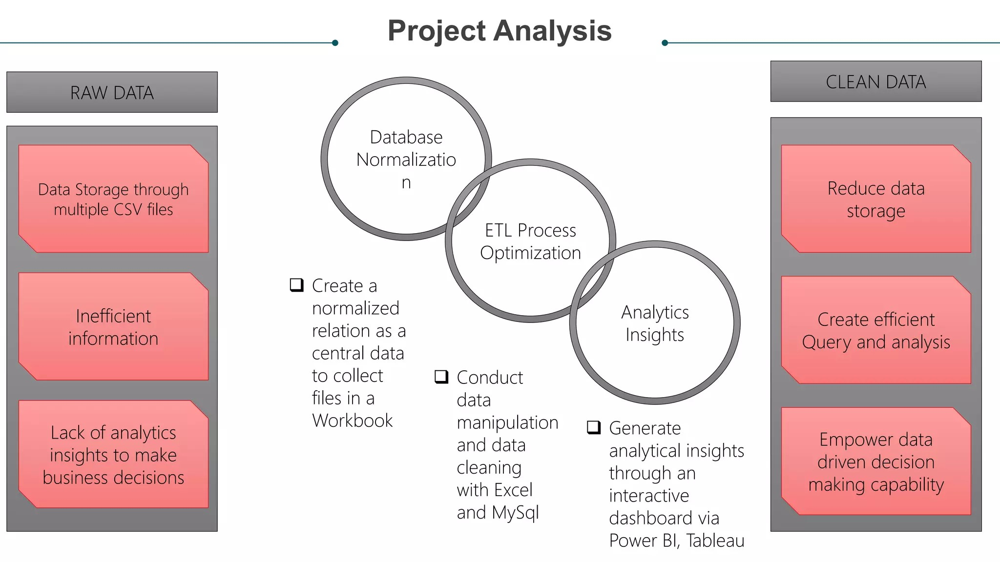 Project Analysis
RAW DATA
Data Storage through
multiple CSV files
Inefficient
information
Lack of analytics
insights to make
business decisions
Database
Normalizatio
n
ETL Process
Optimization
Analytics
Insights
Create a
normalized
relation as a
central data
to collect
files in a
Workbook
Conduct
data
manipulation
and data
cleaning
with Excel
and MySql
Generate
analytical insights
through an
interactive
dashboard via
Power BI, Tableau
CLEAN DATA
Reduce data
storage
Create efficient
Query and analysis
Empower data
driven decision
making capability